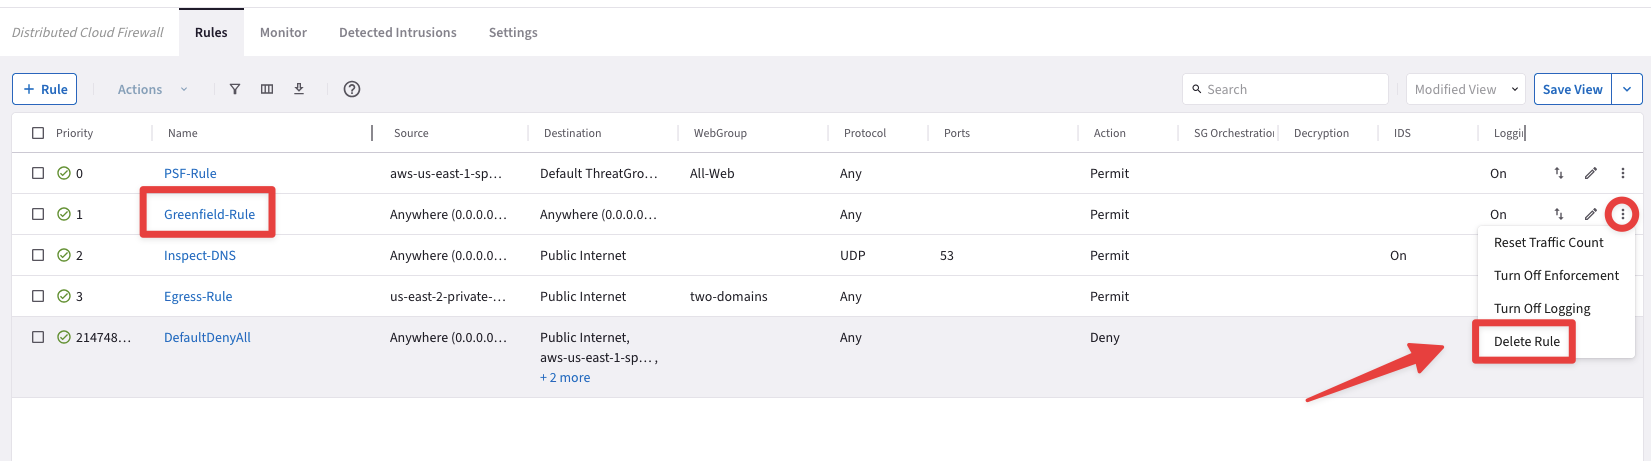 Distributed Cloud Firewall Rules Monitor Detected Intrusions Settings
+ Rule Actions Search Modified View Save View
Priority Name Source Destination WebGroup Protocol Ports Action SG Orchestration Decryption IDS Loggi
0 PSF-Rule aws-us-east-1-sp... Default ThreatGro... All-Web Any Permit On
1 Greenfield-Rule Anywhere (0.0.0.0... Anywhere (0.0.0.0... Any Permit On
Reset Traffic Count
2 Inspect-DNS Anywhere (0.0.0.0... Public Internet UDP 53 Permit On
Turn Off Enforcement
3 Egress-Rule us-east-2-private-... Public Internet two-domains Any Permit
Turn Off Logging
214748... DefaultDenyAll Anywhere (0.0.0.0... Public Internet, Any Deny
Delete Rule
aws-us-east-1-sp... ,
+ 2 more